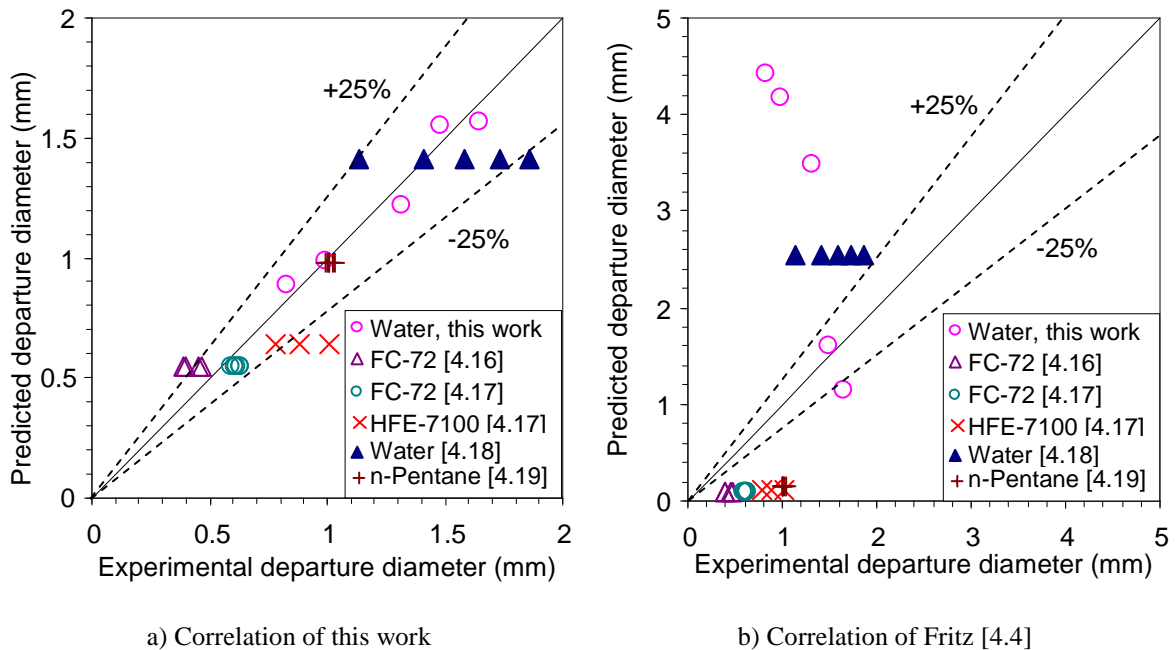 Predicted departure diameter (mm)
2
1.5
1
0.5
0
+25%
-25%
Water, this work
FC-72 [4.16]
FC-72 [4.17]
HFE-7100 [4.17]
Water [4.18]
n-Pentane [4.19]
0
0.5
1
1.5
2
Experimental departure diameter (mm)
a) Correlation of this work
Predicted departure diameter (mm)
5
4
3
2
1
0
+25%
-25%
Water, this work
FC-72 [4.16]
FC-72 [4.17]
HFE-7100 [4.17]
Water [4.18]
n-Pentane [4.19]
0
1
2
3
4
5
Experimental departure diameter (mm)
b) Correlation of Fritz [4.4]